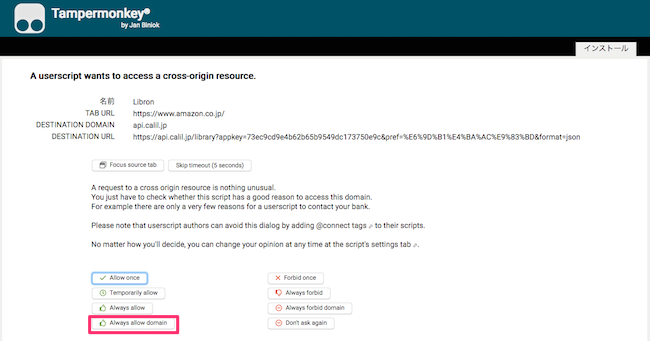 Tampermonkey®
by Jan Biniok
インストール
A userscript wants to access a cross-origin resource.
名前 Libron
TAB URL https://www.amazon.co.jp/
DESTINATION DOMAIN api.calil.jp
DESTINATION URL https://api.calil.jp/library?appkey=73ec9cd9e4b62b65b9549dc173750e9c&pref=%E6%9D%B1%E4%BA%AC%E9%83%BD&format=json
Focus source tab Skip timeout (5 seconds)
A request to a cross origin resource is nothing unusual.
You just have to check whether this script has a good reason to access this domain.
For example there are only a very few reasons for a userscript to contact your bank.
Please note that userscript authors can avoid this dialog by adding @connect tags to their scripts.
No matter how you'll decide, you can change your opinion at any time at the script's settings tab.
Allow once Forbid once
Temporarily allow Always forbid
Always allow Always forbid domain
Always allow domain Don't ask again